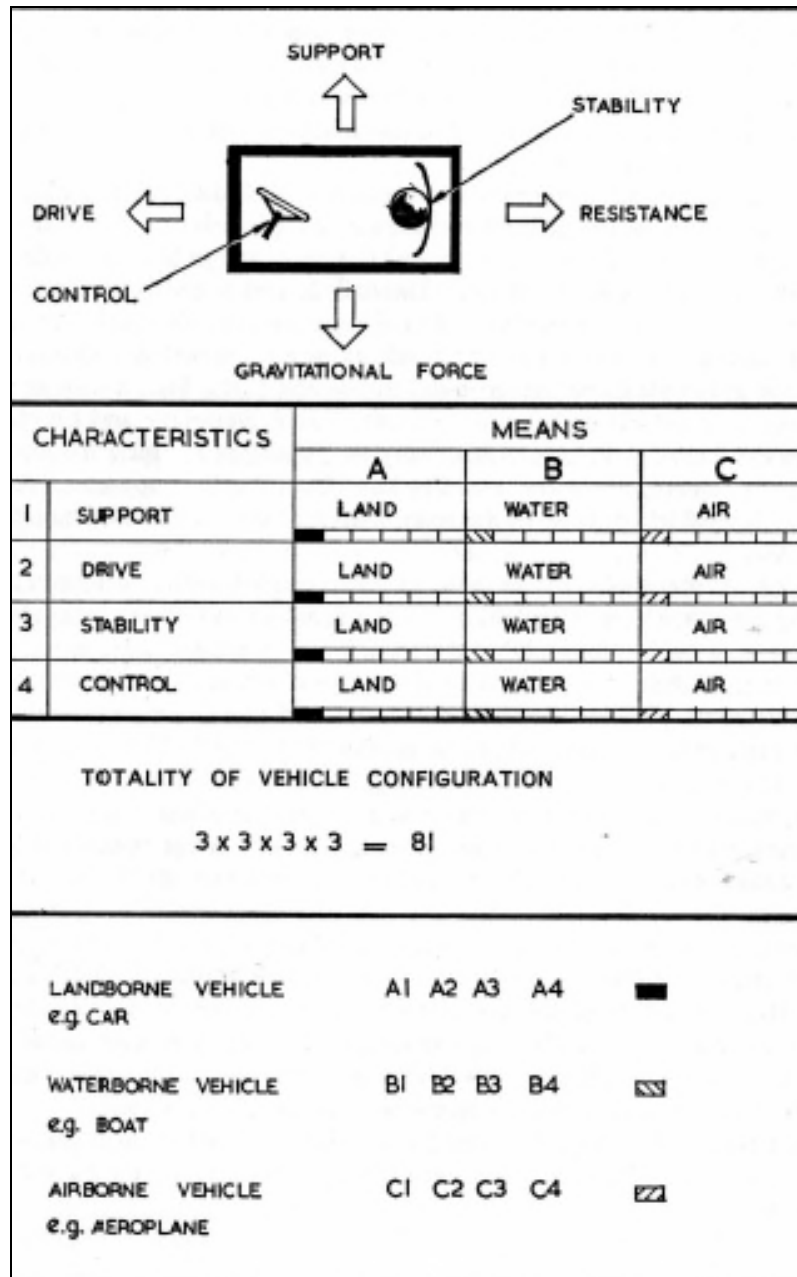 SUPPORT
STABILITY
DRIVE
RESISTANCE
CONTROL
GRAVITATIONAL FORCE
CHARACTERISTICS MEANS
A B C
1 SUPPORT LAND WATER AIR
2 DRIVE LAND WATER AIR
3 STABILITY LAND WATER AIR
4 CONTROL LAND WATER AIR
TOTALITY OF VEHICLE CONFIGURATION
3 x 3 x 3 x 3 = 81
LANDBORNE VEHICLE A1 A2 A3 A4
e.g. CAR
WATERBORNE VEHICLE B1 B2 B3 B4
e.g. BOAT
AIRBORNE VEHICLE C1 C2 C3 C4
e.g. AEROPLANE